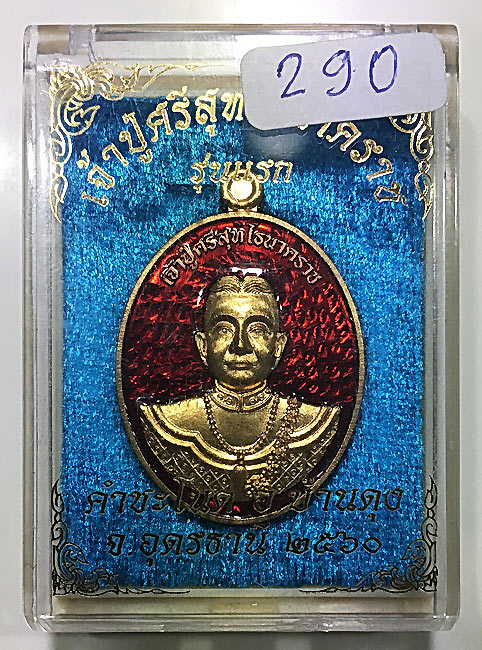 290
เจ้าปู่ศรีสุท นาคราช
รุ่นแรก
เจ้าปู่ศรีสุทโธนาคราช
คำชะโนด อ.บ้านดุง
จ.อุดรธานี ๒๕๖๐